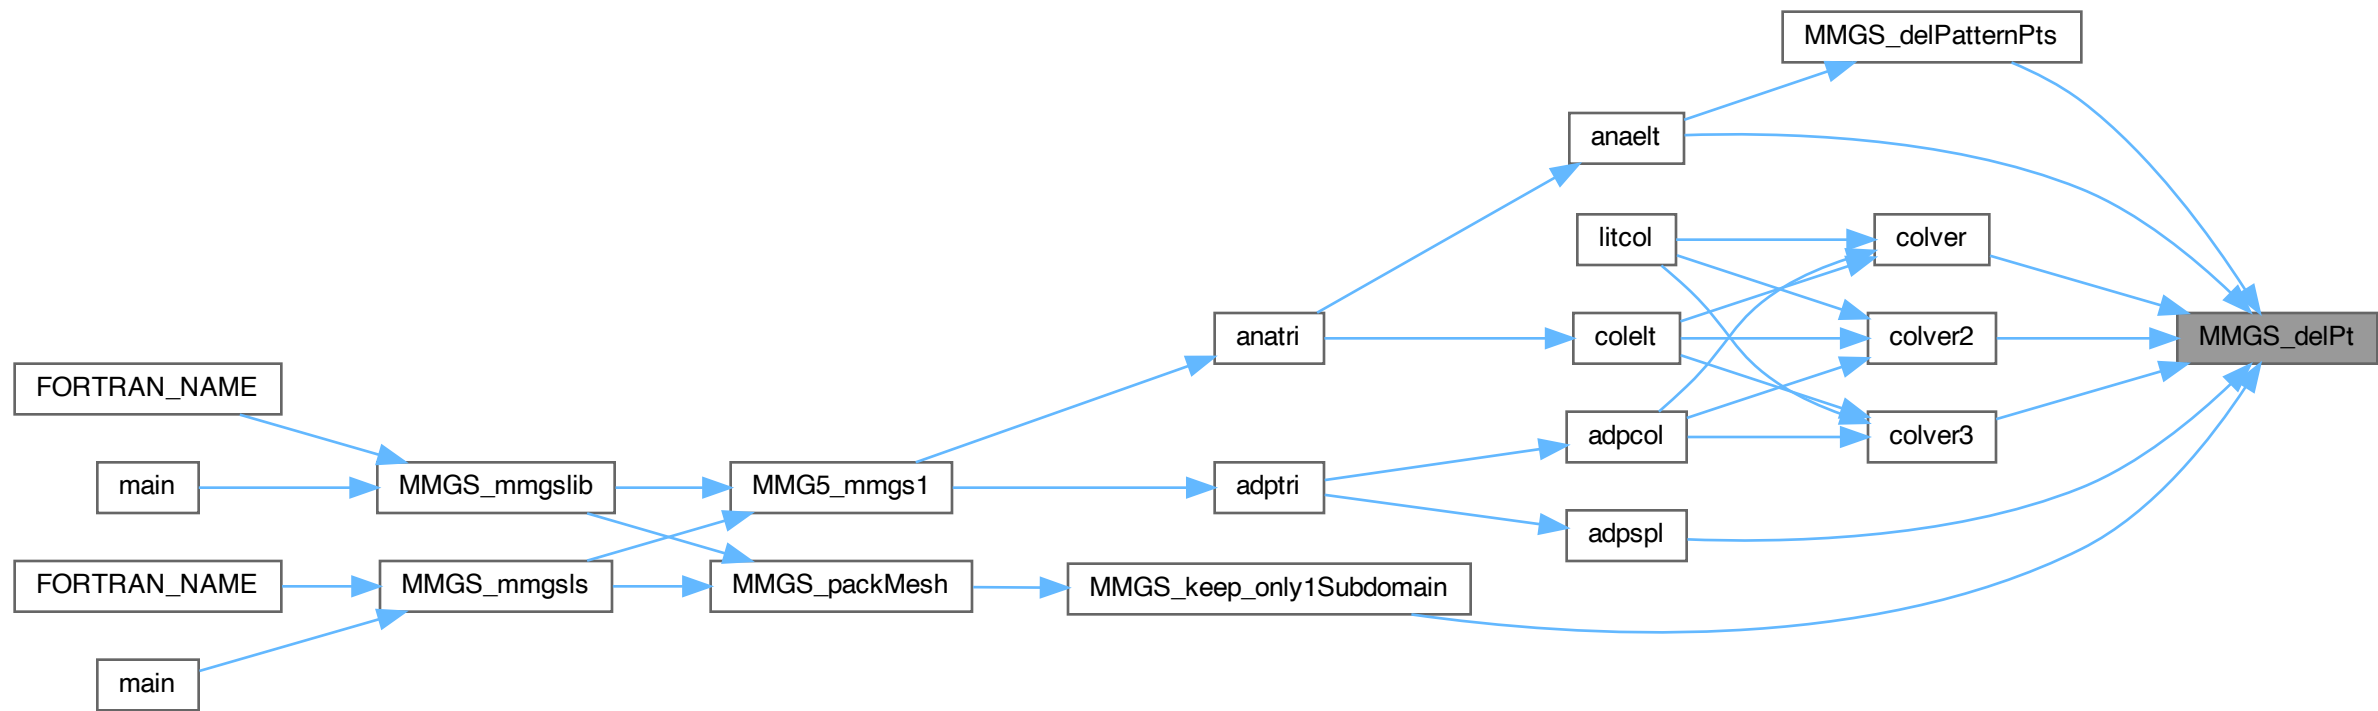 MMGS_delPatternPts
anaelt
litcol
colver
anatri
colelt
colver2
MMGS_delPt
FORTRAN_NAME
adpcol
colver3
main
MMGS_mmgslib
MMG5_mmgs1
adptri
adpspl
FORTRAN_NAME
MMGS_mmgsls
MMGS_packMesh
MMGS_keep_only1Subdomain
main